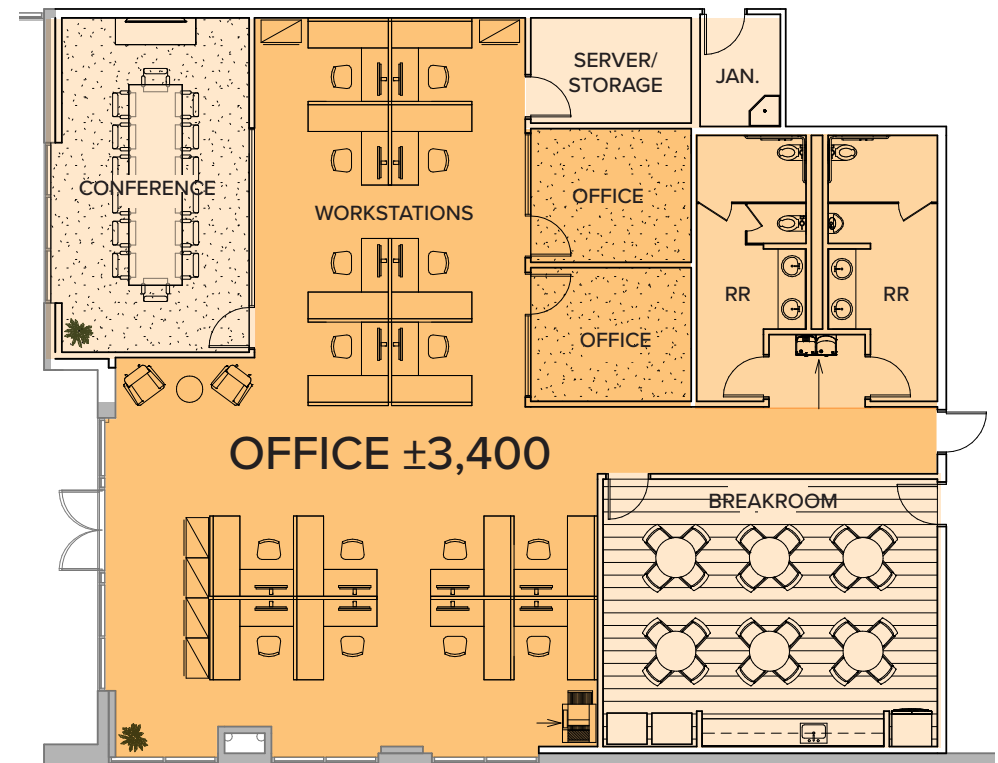 SERVER/
STORAGE
JAN.
CONFERENCE
OFFICE
WORKSTATIONS
RR
RR
OFFICE
OFFICE ±3,400
BREAKROOM